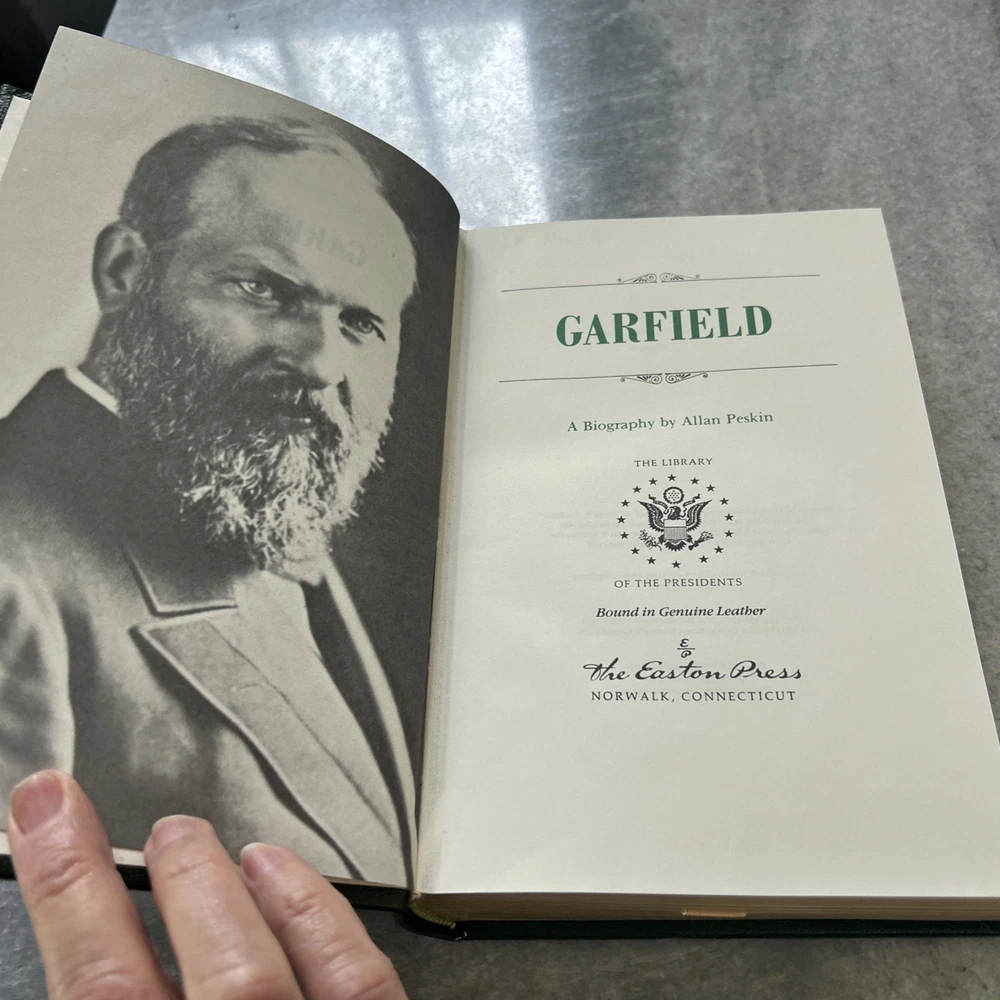 GARFIELD
A Biography by Allan Peskin
THE LIBRARY
OF THE PRESIDENTS
Bound in Genuine Leather
The Easton Press
NORWALK, CONNECTICUT